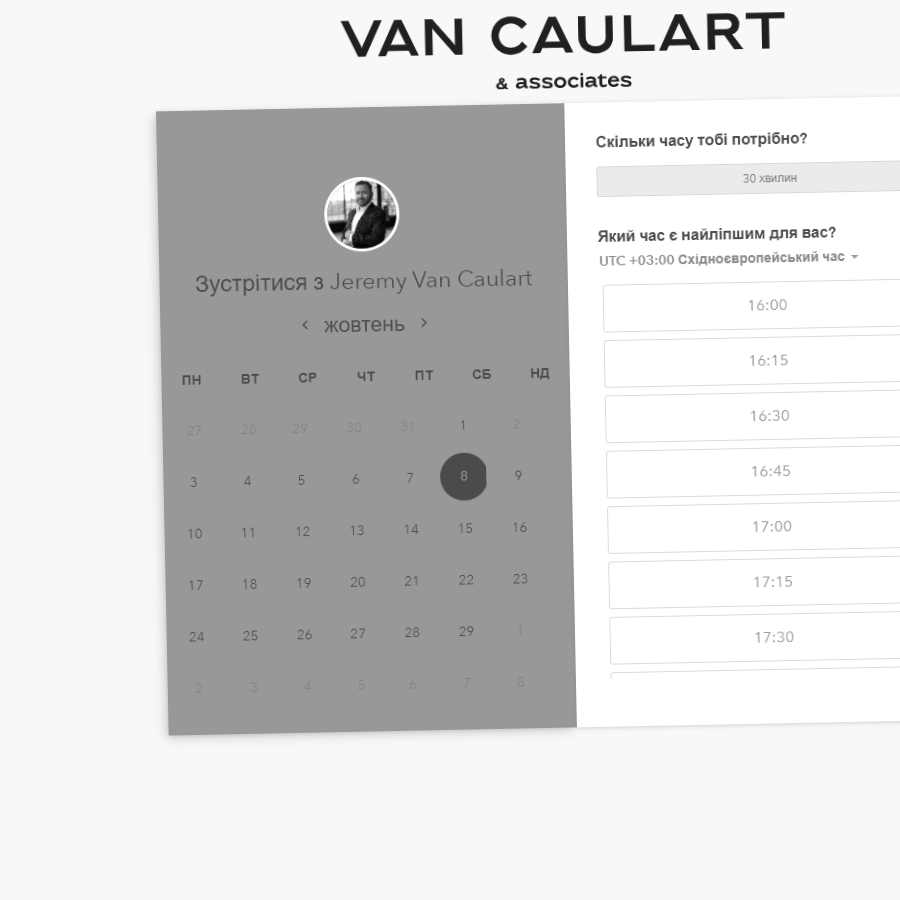 VAN CAULART
& associates
Зустрітися з Jeremy Van Caulart
‹ жовтень ›
ПН ВТ СР ЧТ ПТ СБ НД
27 28 29 30 31 1 2
3 4 5 6 7 8 9
10 11 12 13 14 15 16
17 18 19 20 21 22 23
24 25 26 27 28 29 1
2 3 4 5 6 7 8
Скільки часу тобі потрібно?
30 хвилин
Який час є найліпшим для вас?
UTC +03:00 Східноєвропейський час
16:00
16:15
16:30
16:45
17:00
17:15
17:30